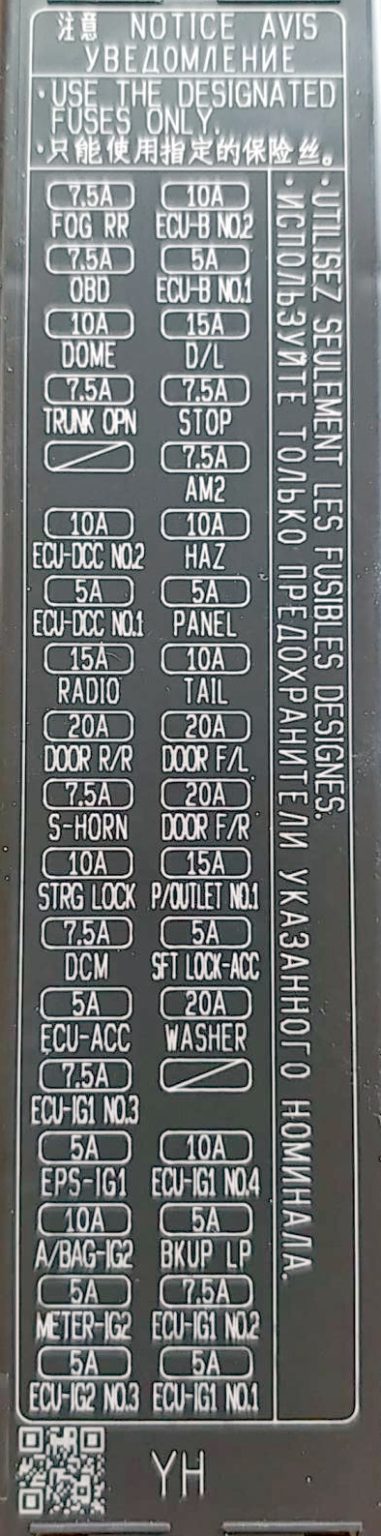 注意 NOTICE AVIS
УВЕДОМЛЕНИЕ
·USE THE DESIGNATED
FUSES ONLY.
·只能使用指定的保险丝。
7.5A 10A
FOG RR ECU-B NO.2
7.5A 5A
OBD ECU-B NO.1
10A 15A
DOME D/L
7.5A 7.5A
TRUNK OPN STOP
7.5A
AM2
10A 10A
ECU-DCC NO.2 HAZ
5A 5A
ECU-DCC NO.1 PANEL
15A 10A
RADIO TAIL
20A 20A
DOOR R/R DOOR F/L
7.5A 20A
S-HORN DOOR F/R
10A 15A
STRG LOCK P/OUTLET NO.1
7.5A 5A
DCM SFT LOCK-ACC
5A 20A
ECU-ACC WASHER
7.5A
ECU-IG1 NO.3
5A 10A
EPS-IG1 ECU-IG1 NO.4
10A 5A
A/BAG-IG2 BKUP LP
5A 7.5A
METER-IG2 ECU-IG1 NO.2
5A 5A
ECU-IG2 NO.3 ECU-IG1 NO.1
·UTILISEZ SEULEMENT LES FUSIBLES DESIGNES.
·ИСПОЛЬЗУЙТЕ ТОЛЬКО ПРЕДОХРАНИТЕЛИ УКАЗАННОГО НОМИНАЛА.
YH